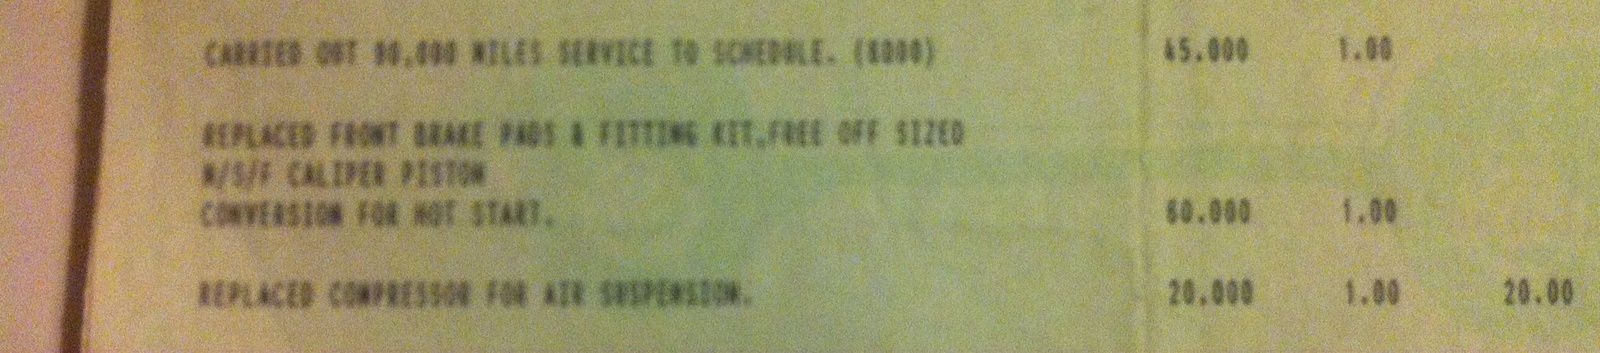 CARRIED OUT 90,000 MILES SERVICE TO SCHEDULE. (8000) 45.000 1.00
REPLACED FRONT BRAKE PADS & FITTING KIT,FREE OFF SIZED
N/S/F CALIPER PISTON
CONVERSION FOR HOT START. 60.000 1.00
REPLACED COMPRESSOR FOR AIR SUSPENSION. 20.000 1.00 20.00